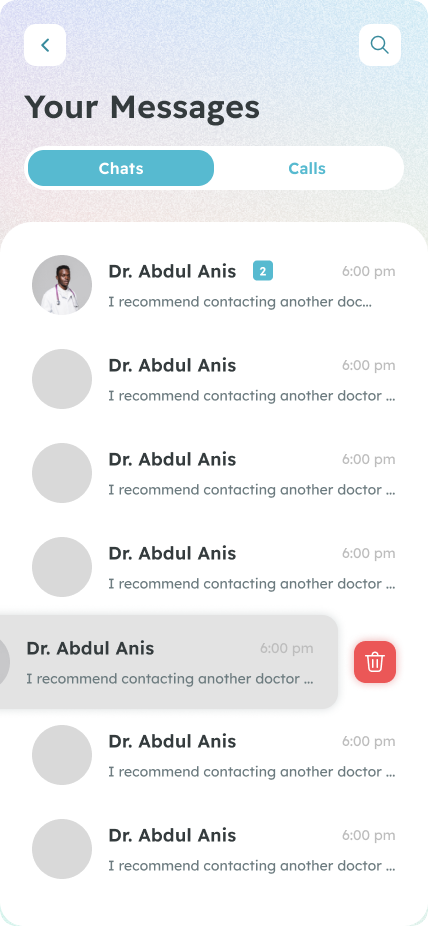 Your Messages
Chats Calls
Dr. Abdul Anis 2 6:00 pm
I recommend contacting another doc...
Dr. Abdul Anis 6:00 pm
I recommend contacting another doctor ...
Dr. Abdul Anis 6:00 pm
I recommend contacting another doctor ...
Dr. Abdul Anis 6:00 pm
I recommend contacting another doctor ...
Dr. Abdul Anis 6:00 pm
I recommend contacting another doctor ...
Dr. Abdul Anis 6:00 pm
I recommend contacting another doctor ...
Dr. Abdul Anis 6:00 pm
I recommend contacting another doctor ...